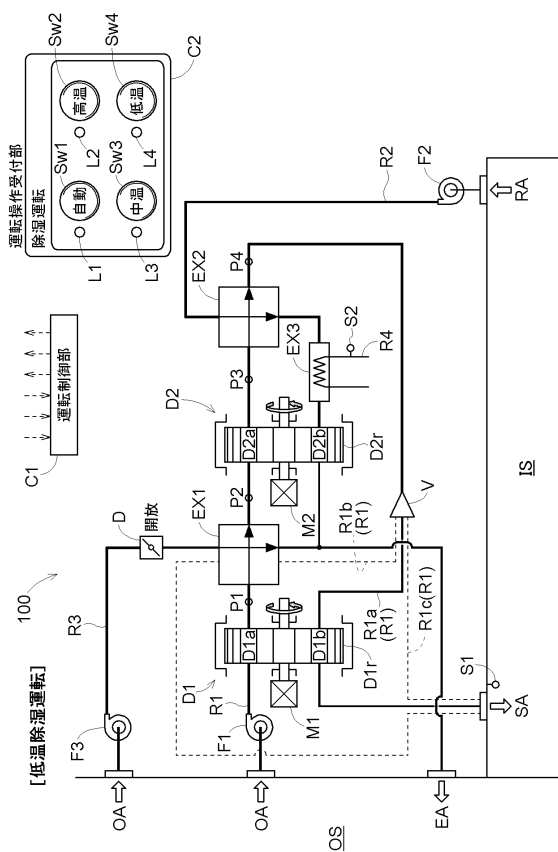 [低温除湿運転]
100
C1
運転制御部
運転操作受付部
除湿運転
Sw1
Sw2
自動
高温
L1
L2
Sw3
Sw4
中温
低温
L3
L4
C2
R3
D
開放
F3
OA
D1
R1
D1a
P1
EX1
P2
D2
D2a
P3
EX2
P4
R2
F1
OA
M1
D1b
D1r
M2
D2b
D2r
EX3
S2
R4
R1b
(R1)
R1a
(R1)
R1c(R1)
V
F2
OS
EA
SA
S1
IS
RA